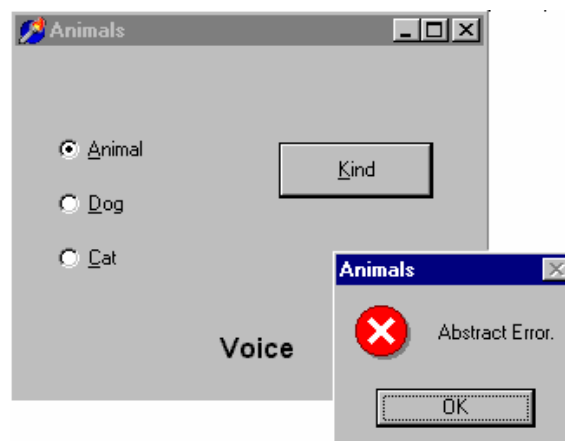 Animals
Animal
Kind
Dog
Cat
Animals
Abstract Error.
Voice
OK